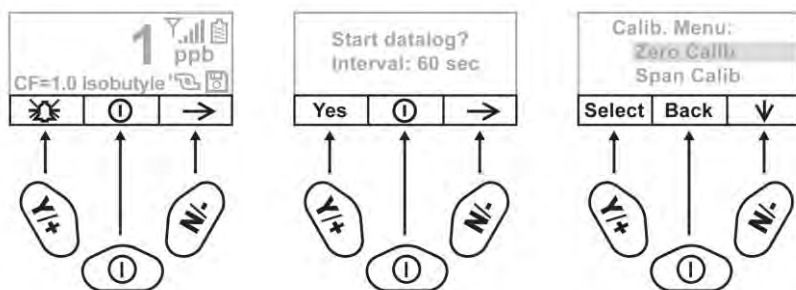 1
ppb
CF=1.0 isobutyle
Yes
Start datalog?
Interval: 60 sec
Calib. Menu:
Zero Calib
Span Calib
Select Back
Y/+
N/-
Y/+
N/-
Y/+
N/-